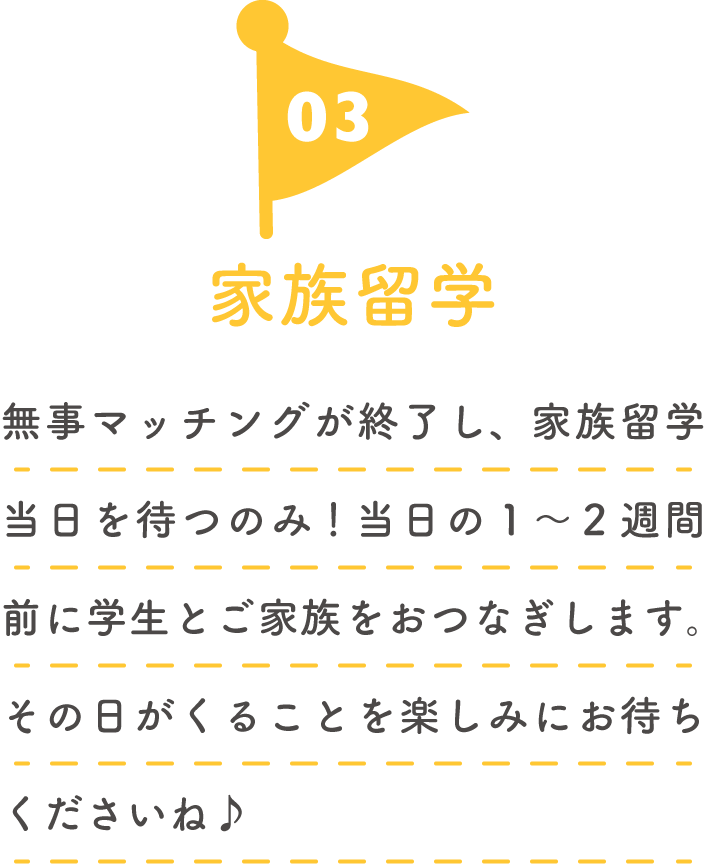 03
家族留学
無事マッチングが終了し、家族留学
当日を待つのみ！当日の１〜２週間
前に学生とご家族をおつなぎします。
その日がくることを楽しみにお待ち
くださいね♪